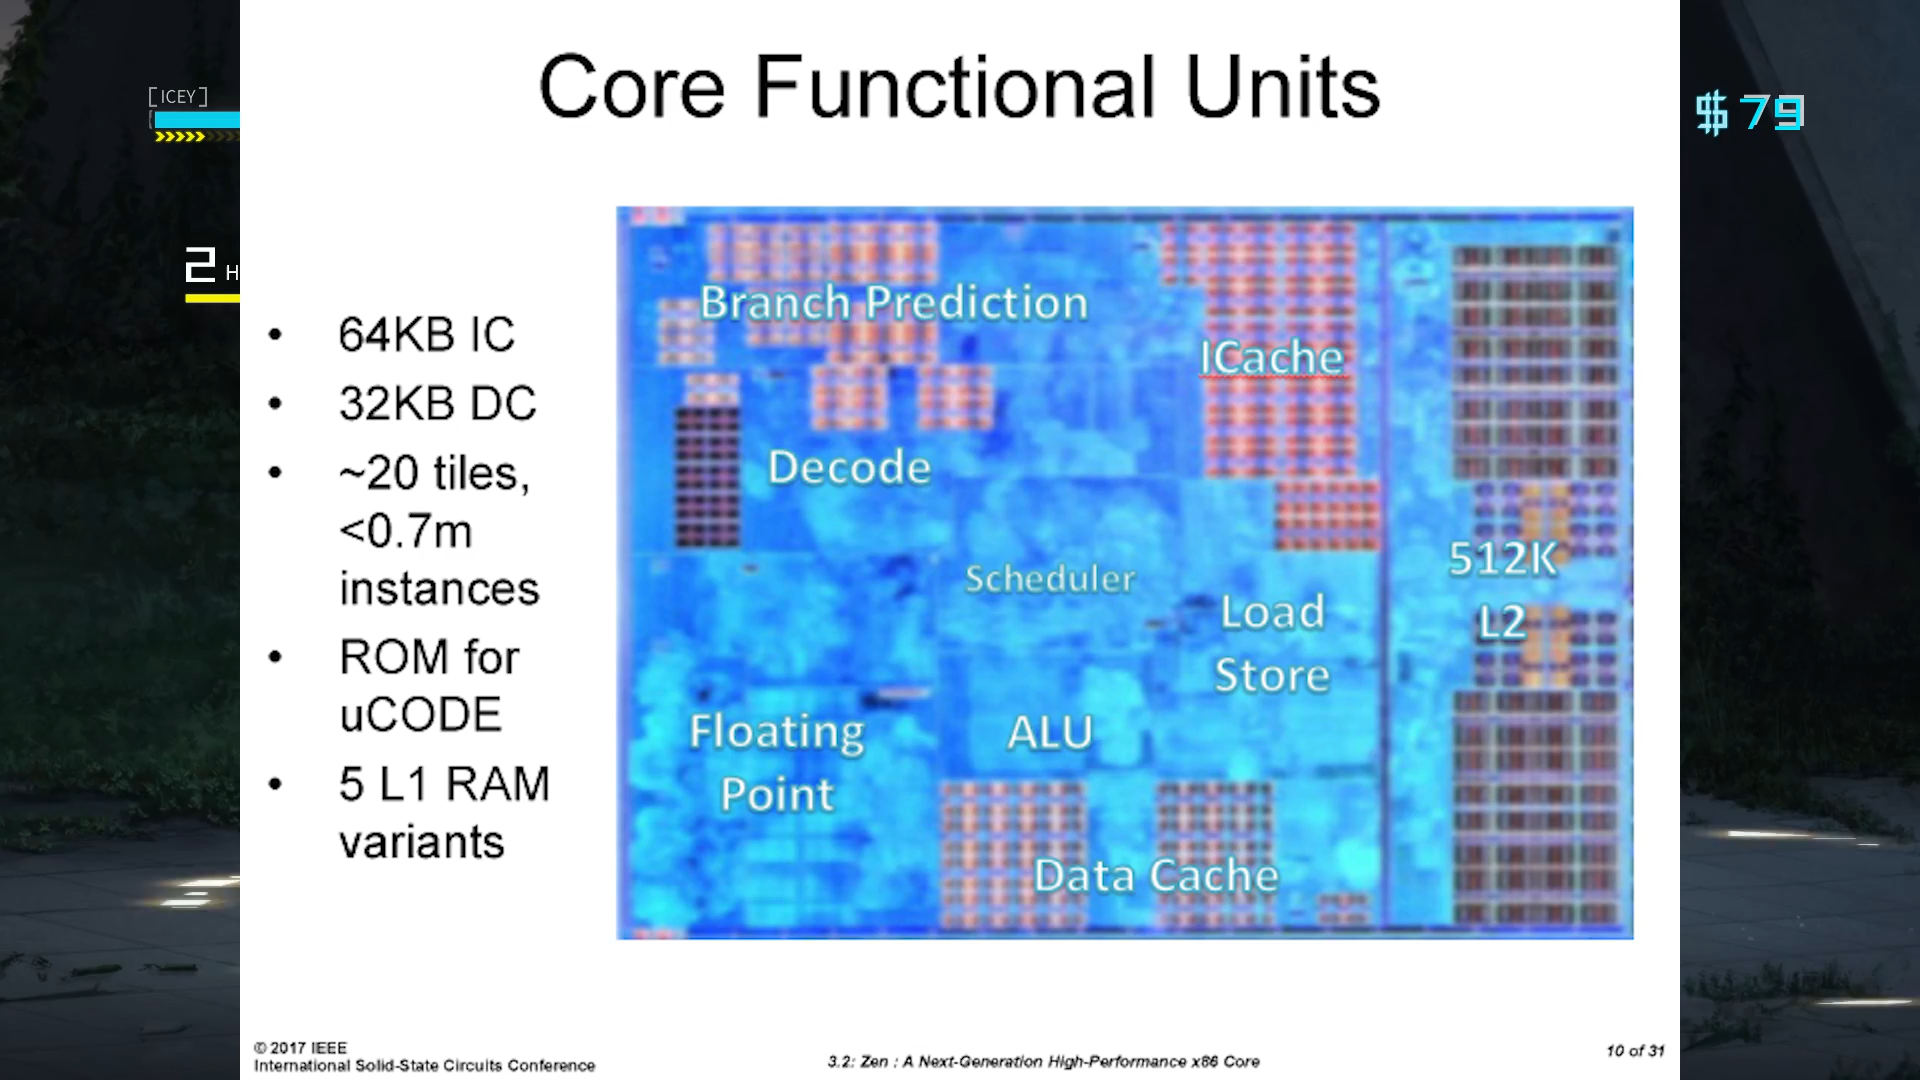 Core Functional Units
[ICEY]
$ 79
2 H
• 64KB IC
• 32KB DC
• ~20 tiles,
<0.7m
instances
• ROM for
uCODE
• 5 L1 RAM
variants
Branch Prediction
ICache
Decode
Scheduler
512K
L2
Load
Store
Floating
Point
ALU
Data Cache
© 2017 IEEE
International Solid-State Circuits Conference
3.2: Zen : A Next-Generation High-Performance x86 Core
10 of 31